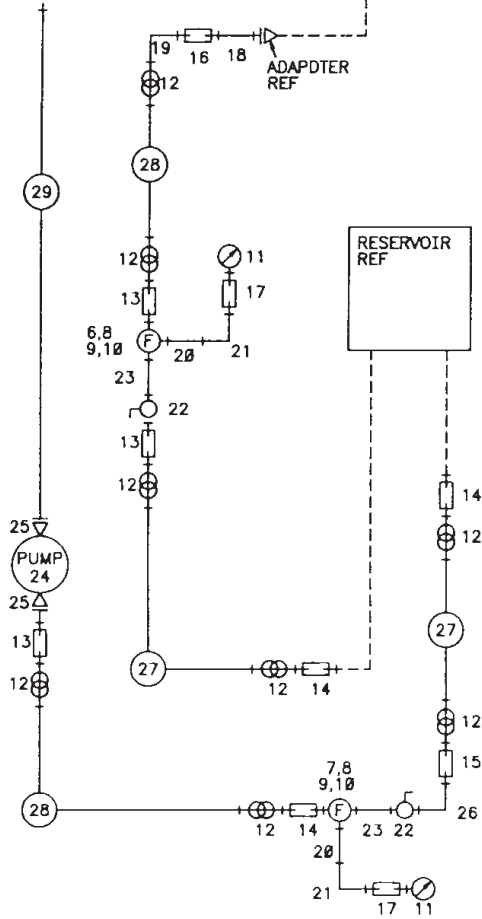 19 16 18
ADAPDTER
REF
12
28
29
RESERVOIR
REF
12 11
13 17
6,8
9,10 F
20 21
23
22
13
12 14
12
25
PUMP
24
25
27
13
27 12 14
12
12
15
7,8
9,10
28 12 14 F 23 22 26
20
21 17 11